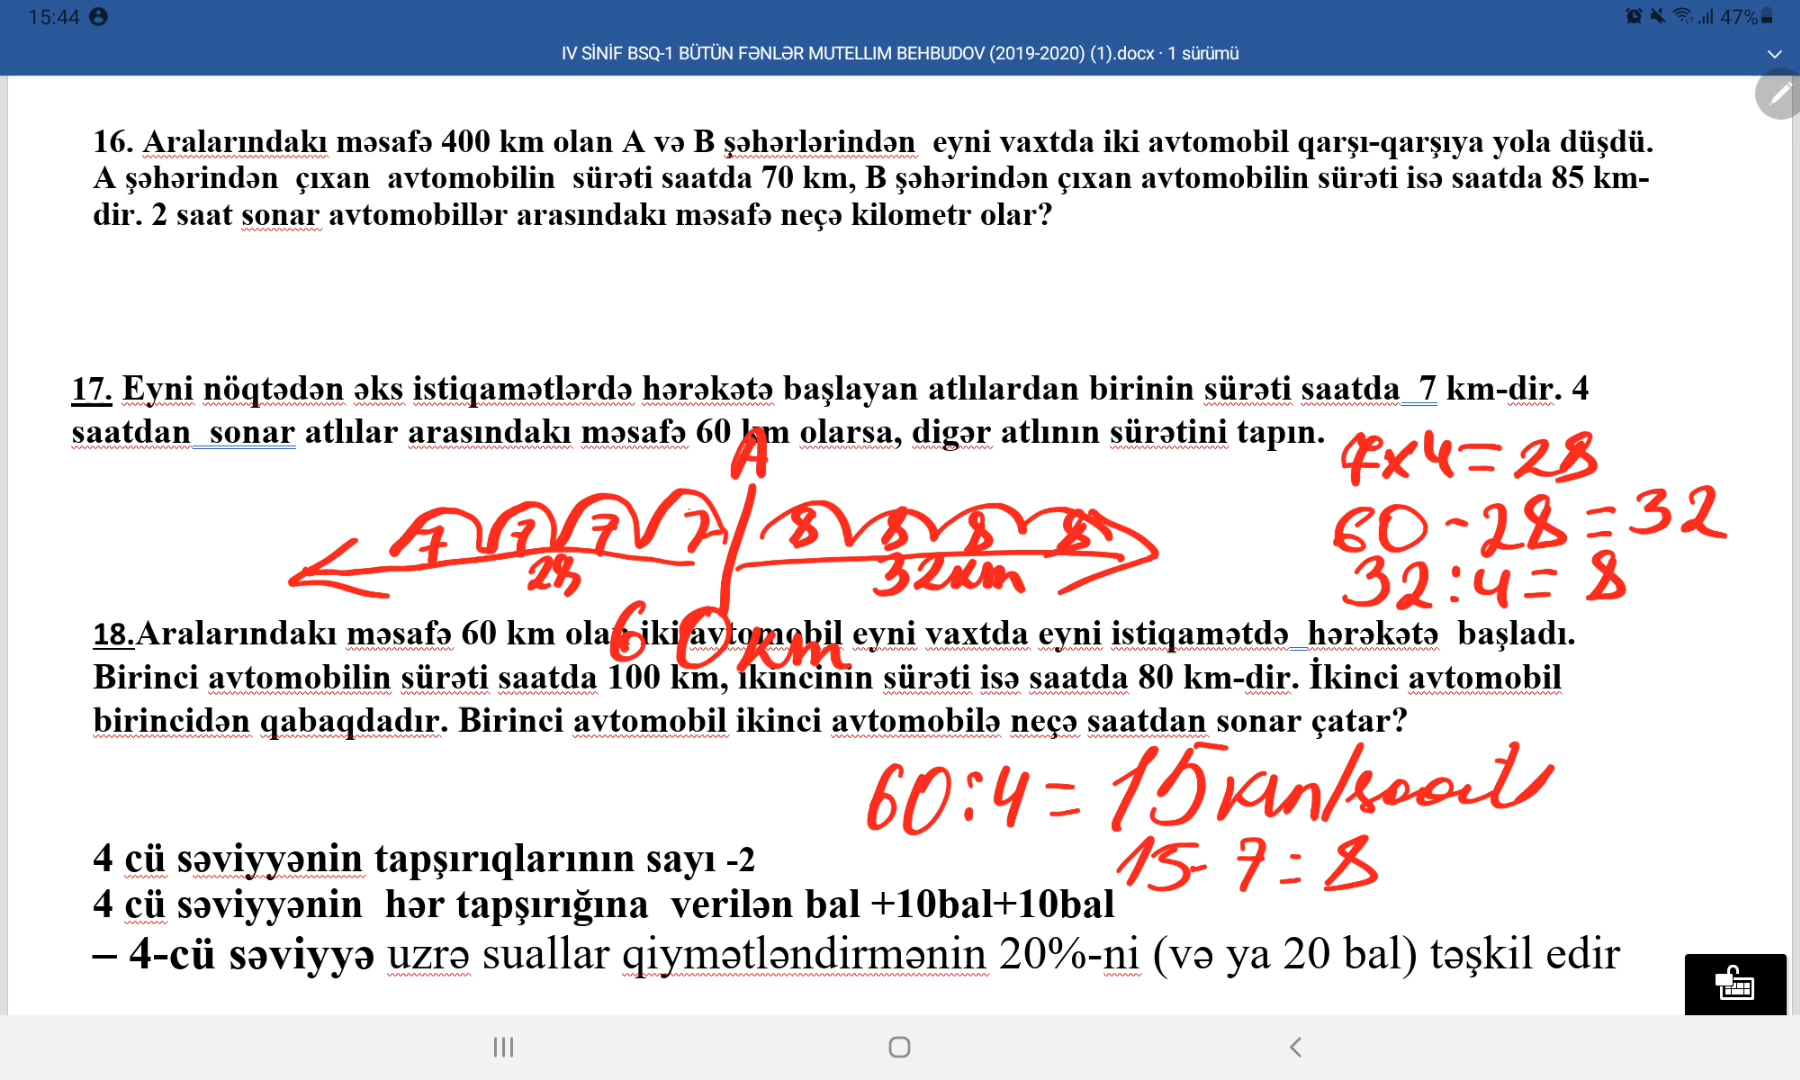 15:44
47%
IV SİNİF BSQ-1 BÜTÜN FƏNLƏR MUTELLIM BEHBUDOV (2019-2020) (1).docx · 1 sürümü
16. Aralarındakı məsafə 400 km olan A və B şəhərlərindən eyni vaxtda iki avtomobil qarşı-qarşıya yola düşdü.
A şəhərindən çıxan avtomobilin sürəti saatda 70 km, B şəhərindən çıxan avtomobilin sürəti isə saatda 85 km-
dir. 2 saat sonar avtomobillər arasındakı məsafə neçə kilometr olar?
17. Eyni nöqtədən əks istiqamətlərdə hərəkətə başlayan atlılardan birinin sürəti saatda 7 km-dir. 4
saatdan sonar atlılar arasındakı məsafə 60 km olarsa, digər atlının sürətini tapın.
A
7x4=28
7 7 7 7 8 8 8 8
60-28=32
28 32km
32:4=8
60km
18.Aralarındakı məsafə 60 km olan iki avtomobil eyni vaxtda eyni istiqamətdə hərəkətə başladı.
Birinci avtomobilin sürəti saatda 100 km, ikincinin sürəti isə saatda 80 km-dir. İkinci avtomobil
birincidən qabaqdadır. Birinci avtomobil ikinci avtomobilə neçə saatdan sonar çatar?
60:4=15km/saat
15-7=8
4 cü səviyyənin tapşırıqlarının sayı -2
4 cü səviyyənin hər tapşırığına verilən bal +10bal+10bal
– 4-cü səviyyə uzrə suallar qiymətləndirmənin 20%-ni (və ya 20 bal) təşkil edir